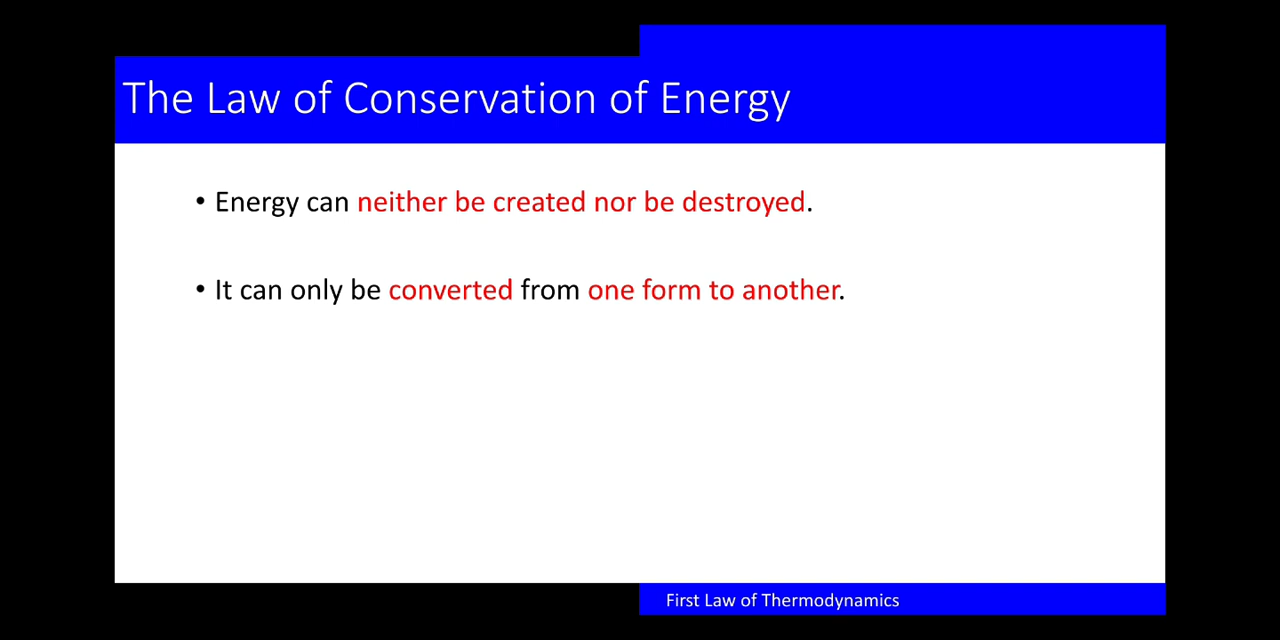 The Law of Conservation of Energy
• Energy can neither be created nor be destroyed.
• It can only be converted from one form to another.
First Law of Thermodynamics